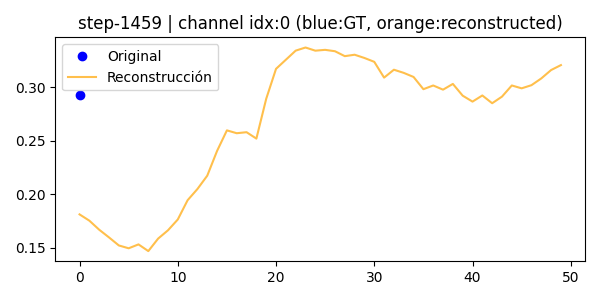 step-1459 | channel idx:0 (blue:GT, orange:reconstructed)
Original
Reconstrucción
0.30
0.25
0.20
0.15
0 10 20 30 40 50